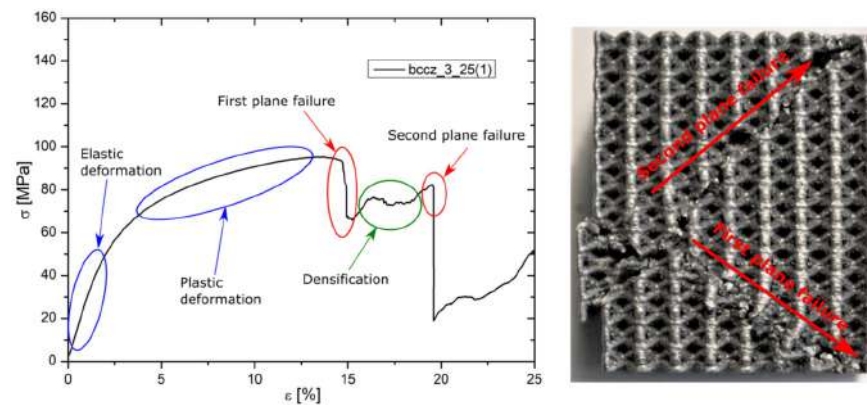 160
140
120
100
80
60
40
20
0
σ [MPa]
0
5
10
15
20
25
ε [%]
bccz_3_25(1)
First plane failure
Second plane failure
Elastic
deformation
Plastic
deformation
Densification
Second plane failure
First plane failure